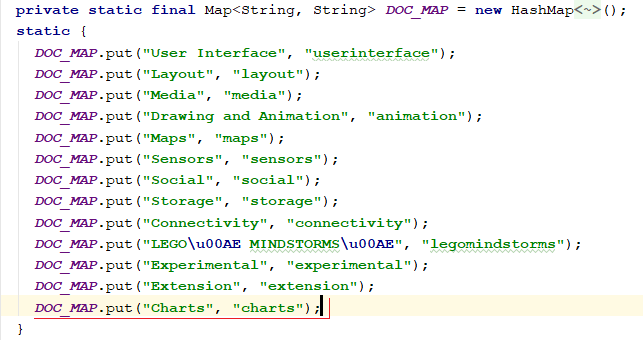 private static final Map<String, String> DOC_MAP = new HashMap<~>();
static {
DOC_MAP.put("User Interface", "userinterface");
DOC_MAP.put("Layout", "layout");
DOC_MAP.put("Media", "media");
DOC_MAP.put("Drawing and Animation", "animation");
DOC_MAP.put("Maps", "maps");
DOC_MAP.put("Sensors", "sensors");
DOC_MAP.put("Social", "social");
DOC_MAP.put("Storage", "storage");
DOC_MAP.put("Connectivity", "connectivity");
DOC_MAP.put("LEGO\u00AE MINDSTORMS\u00AE", "legomindstorms");
DOC_MAP.put("Experimental", "experimental");
DOC_MAP.put("Extension", "extension");
DOC_MAP.put("Charts", "charts");
}